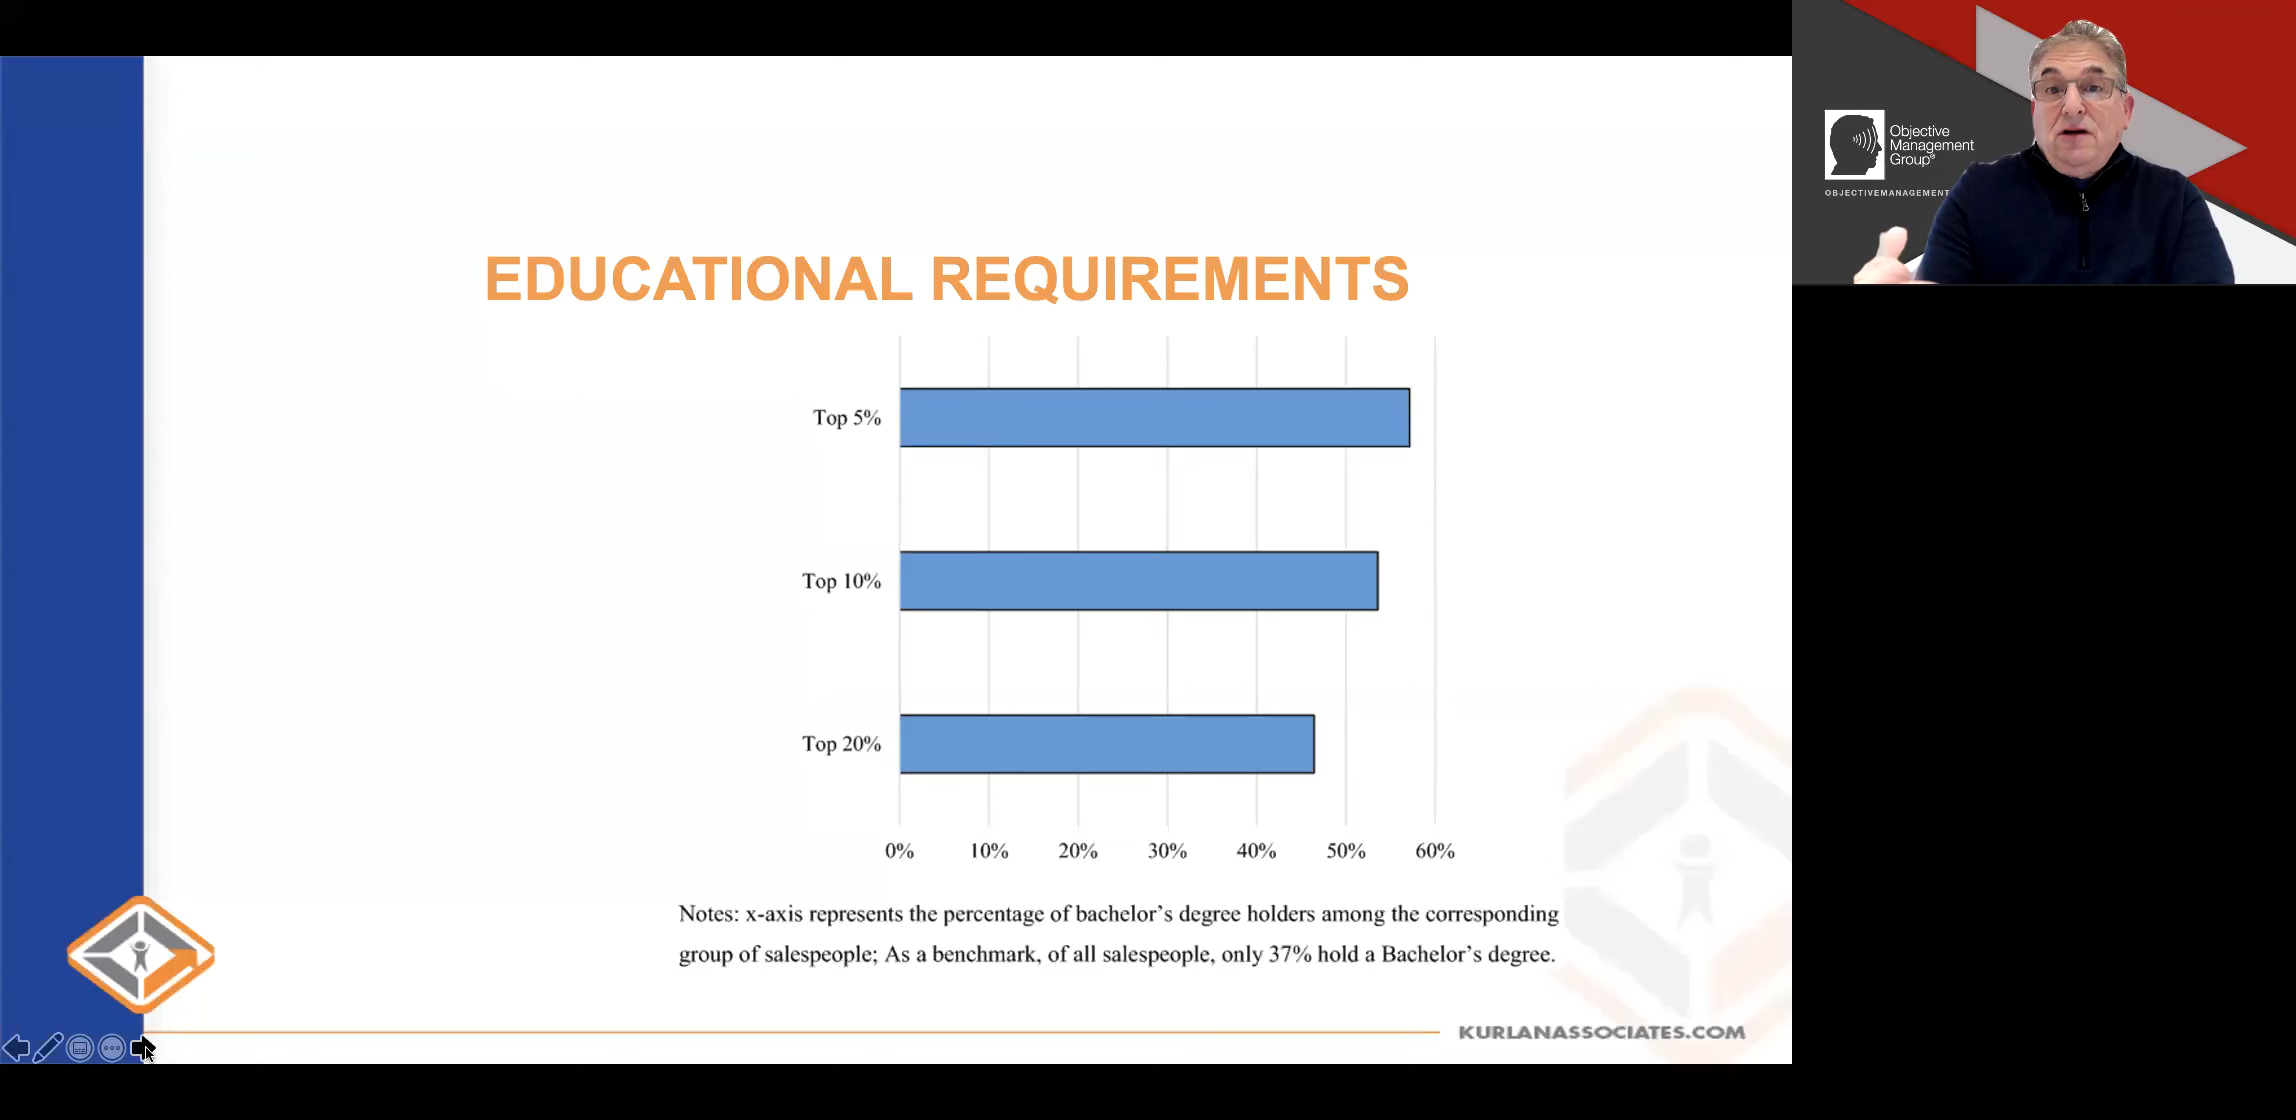 EDUCATIONAL REQUIREMENTS
Top 5%
Top 10%
Top 20%
0% 10% 20% 30% 40% 50% 60%
Notes: x-axis represents the percentage of bachelor’s degree holders among the corresponding
group of salespeople; As a benchmark, of all salespeople, only 37% hold a Bachelor’s degree.
KURLANASSOCIATES.COM
Objective
Management
Group®
OBJECTIVEMANAGEMENT